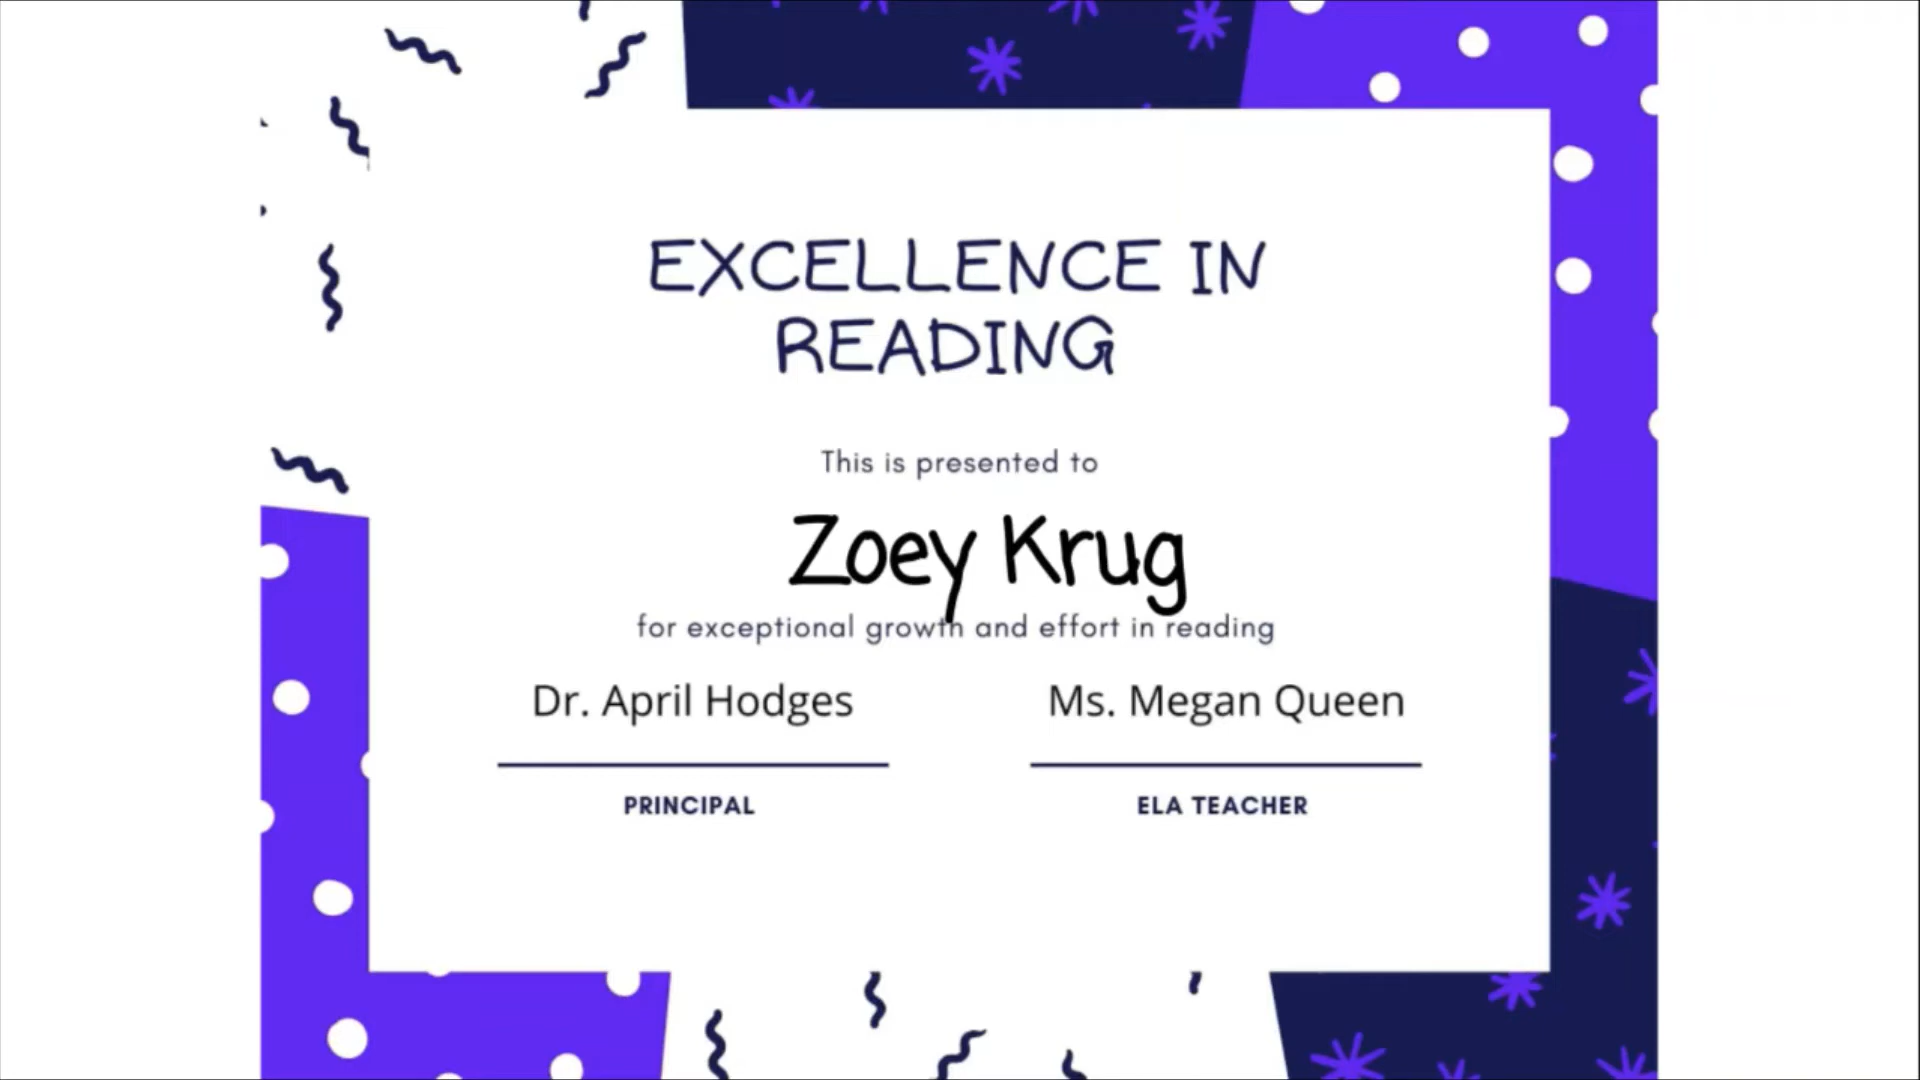 EXCELLENCE IN
READING
This is presented to
Zoey Krug
for exceptional growth and effort in reading
Dr. April Hodges
Ms. Megan Queen
PRINCIPAL
ELA TEACHER